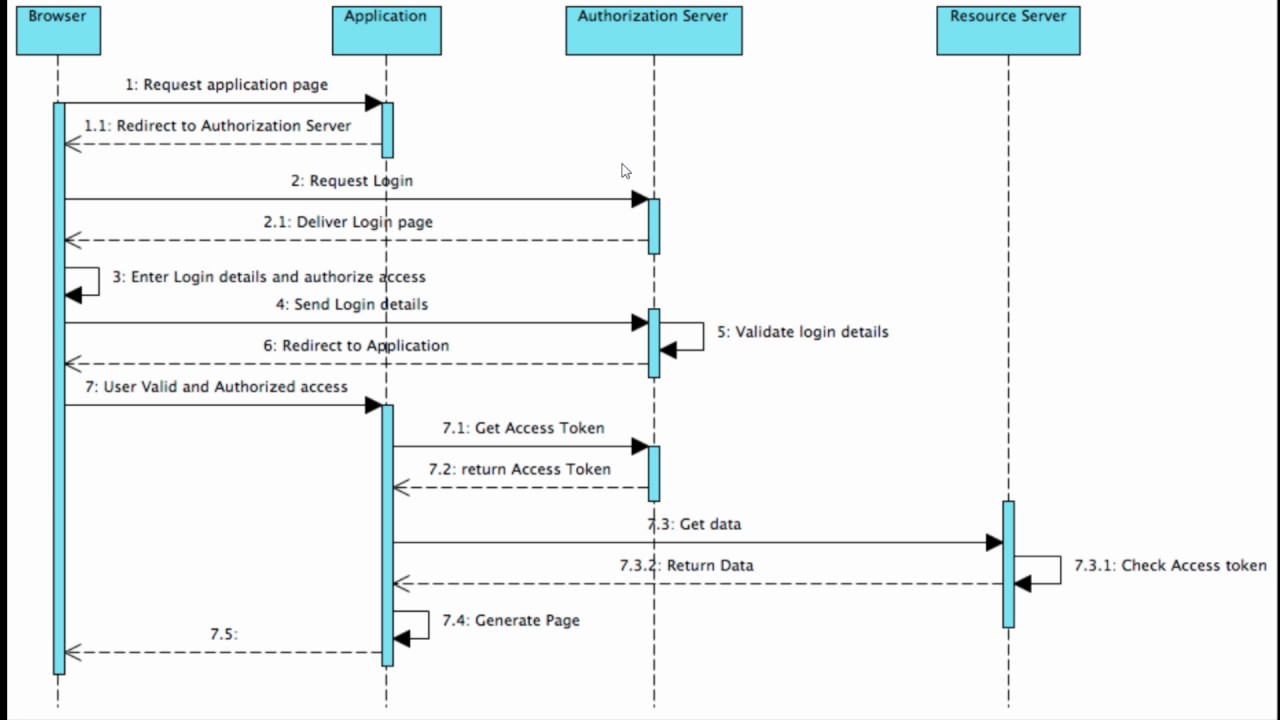 Browser
Application
Authorization Server
Resource Server
1: Request application page
1.1: Redirect to Authorization Server
2: Request Login
2.1: Deliver Login page
3: Enter Login details and authorize access
4: Send Login details
5: Validate login details
6: Redirect to Application
7: User Valid and Authorized access
7.1: Get Access Token
7.2: return Access Token
7.3: Get data
7.3.2: Return Data
7.3.1: Check Access token
7.4: Generate Page
7.5: